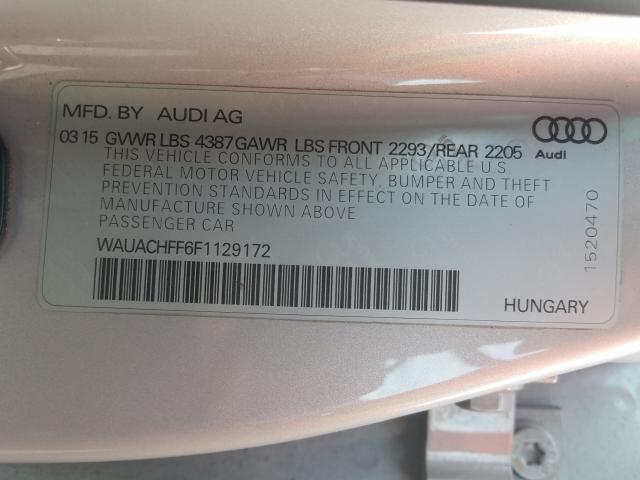 MFD. BY AUDI AG
03 15 GVWR LBS 4387 GAWR LBS FRONT 2293/REAR 2205
Audi
THIS VEHICLE CONFORMS TO ALL APPLICABLE U.S.
FEDERAL MOTOR VEHICLE SAFETY, BUMPER AND THEFT
PREVENTION STANDARDS IN EFFECT ON THE DATE OF
MANUFACTURE SHOWN ABOVE
PASSENGER CAR
WAUACHFF6F1129172
HUNGARY
1520470